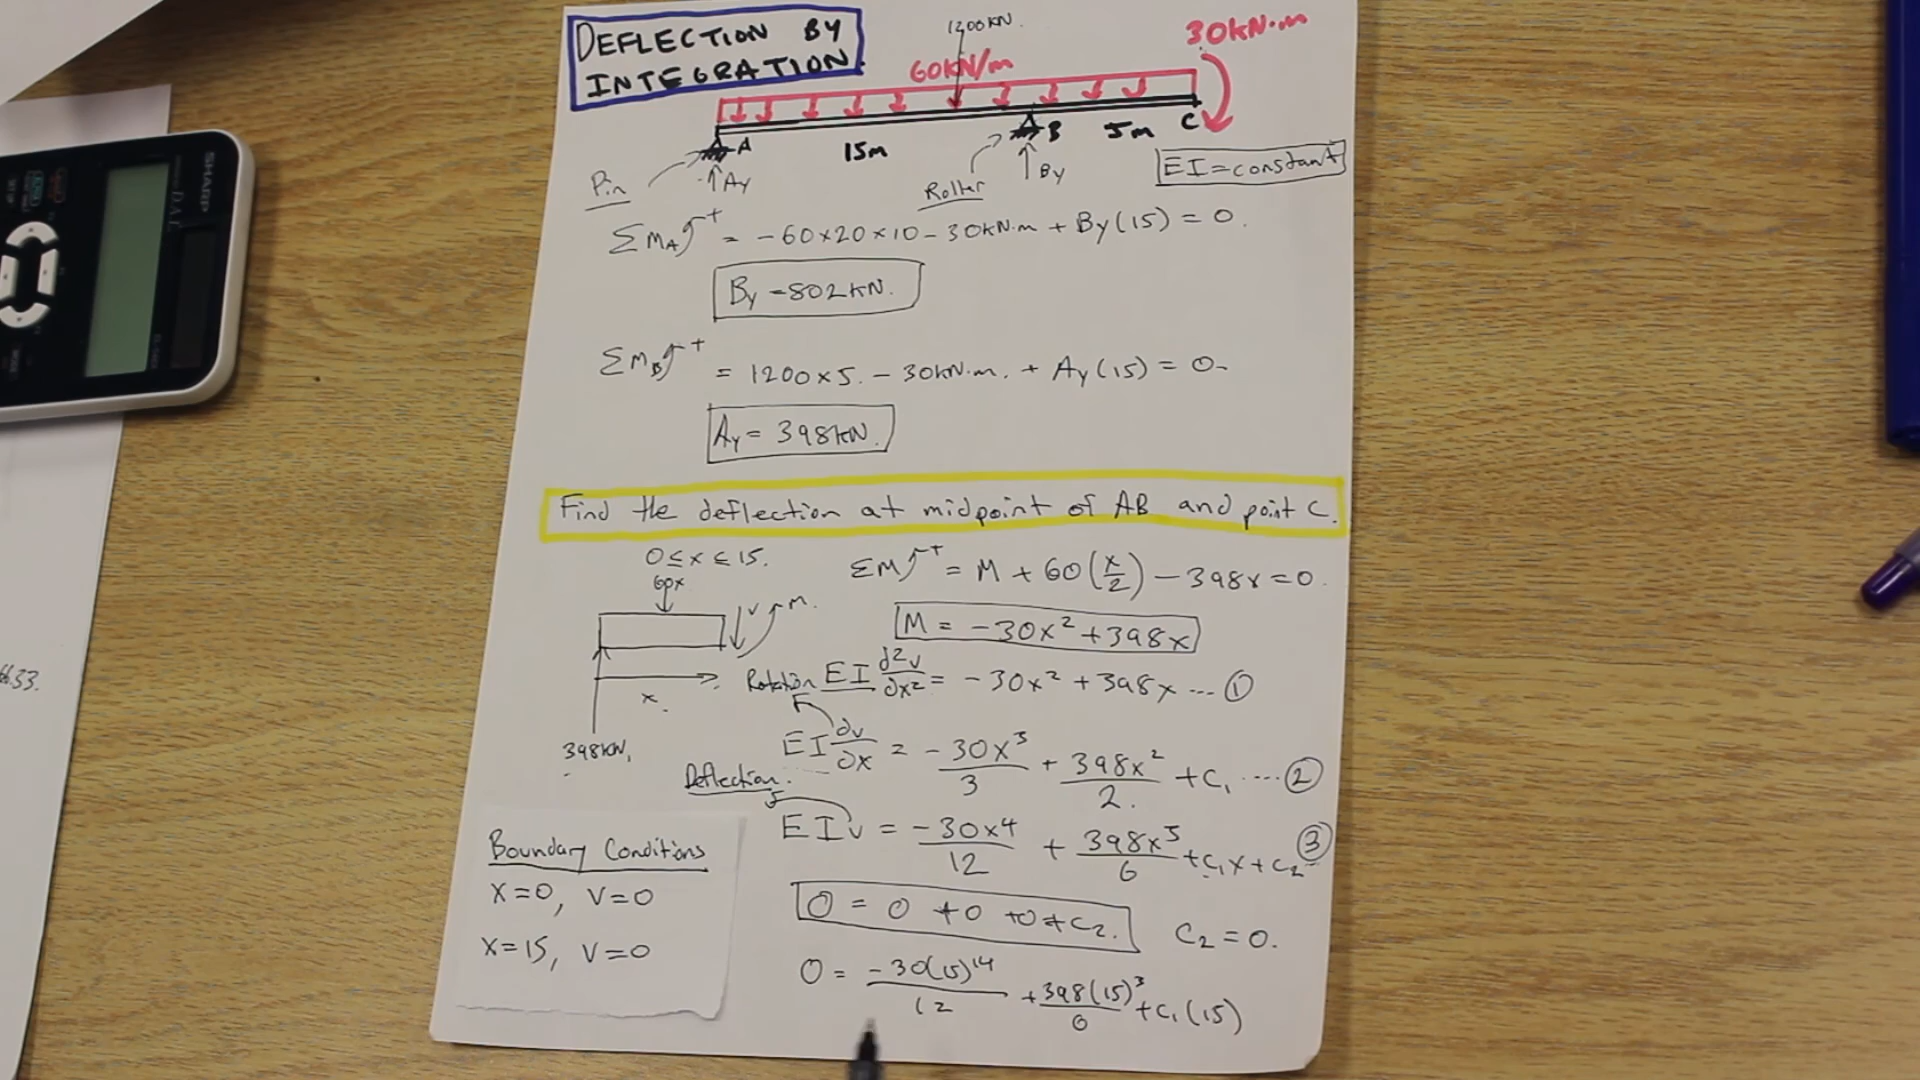 DEFLECTION BY
INTEGRATION.
1200KN.
60KN/m
30KN·m
A
15m
B
5m
C
Pin
Ay
Roller
By
EI=constant
ΣMA + = -60×20×10-30kN·m + By(15) = 0.
By =802KN.
ΣMB + = 1200×5. - 30kN·m. + Ay(15) = 0-
Ay= 398kN.
Find the deflection at midpoint of AB and point C.
0≤x≤15.
60x
V
M.
x.
398kN,
ΣM + = M + 60(x/2) - 398x=0.
M = -30x² +398x
Rotation EI d²v/dx² = -30x² +398x ... ①
EI dv/dx = -30x³/3 + 398x²/2. +C₁ ....②
Deflection.
EIv = -30x4/12 + 398x³/6 +C₁x+C₂ ③
Boundary Conditions
X=0, V=0
X=15, V=0
0 = 0 +0 +0+C₂.
C₂=0.
0= -30(15)^14/12 +398(15)³/6 +C₁(15)
SHARP
66.33.